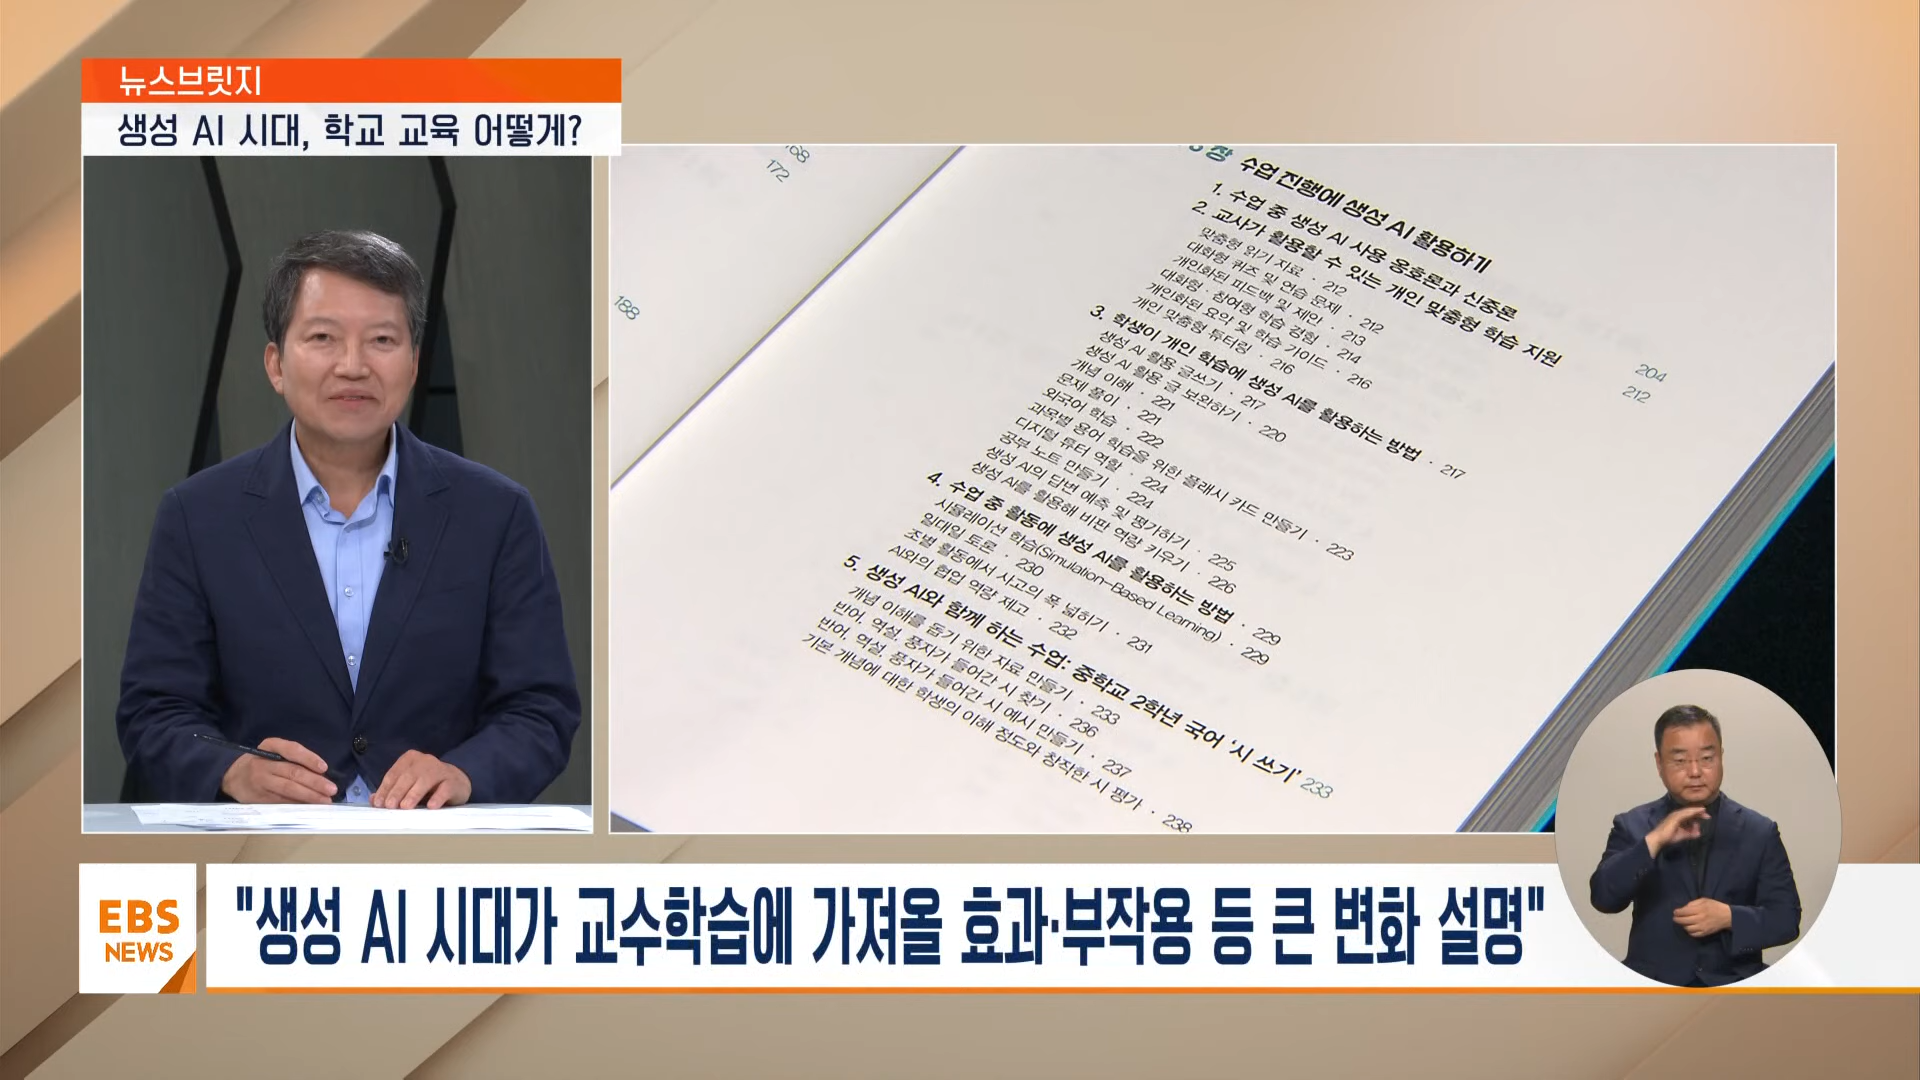 뉴스브릿지
생성 AI 시대, 학교 교육 어떻게?
168
172
188
장 수업 진행에 생성 AI 활용하기
1. 수업 중 생성 AI 사용 옹호론과 신중론 204
2. 교사가 활용할 수 있는 개인 맞춤형 학습 지원 212
맞춤형 읽기 자료 · 212
대화형 퀴즈 및 연습 문제 · 212
개인화된 피드백 및 제안 · 213
대화형 · 참여형 학습 경험 · 214
개인화된 요약 및 학습 가이드 · 216
개인 맞춤형 튜터링 · 216
3. 학생이 개인 학습에 생성 AI를 활용하는 방법 · 217
생성 AI 활용 글쓰기 · 217
생성 AI 활용 글 보완하기 · 220
개념 이해 · 221
문제 풀이 · 221
외국어 학습 · 222
과목별 용어 학습을 위한 플래시 카드 만들기 · 223
디지털 튜터 역할 · 224
공부 노트 만들기 · 224
생성 AI의 답변 예측 및 평가하기 · 225
생성 AI를 활용해 비판 역량 키우기 · 226
4. 수업 중 활동에 생성 AI를 활용하는 방법 · 229
시뮬레이션 학습(Simulation-Based Learning) · 229
일대일 토론 · 230
조별 활동에서 사고의 폭 넓히기 · 231
AI와의 협업 역량 제고 · 232
5. 생성 AI와 함께 하는 수업: 중학교 2학년 국어 ‘시 쓰기’ 233
개념 이해를 돕기 위한 자료 만들기 · 233
반어, 역설, 풍자가 들어간 시 찾기 · 236
반어, 역설, 풍자가 들어간 시 예시 만들기 · 237
기본 개념에 대한 학생의 이해 정도와 창작한 시 평가 · 238
EBS
NEWS
"생성 AI 시대가 교수학습에 가져올 효과·부작용 등 큰 변화 설명"